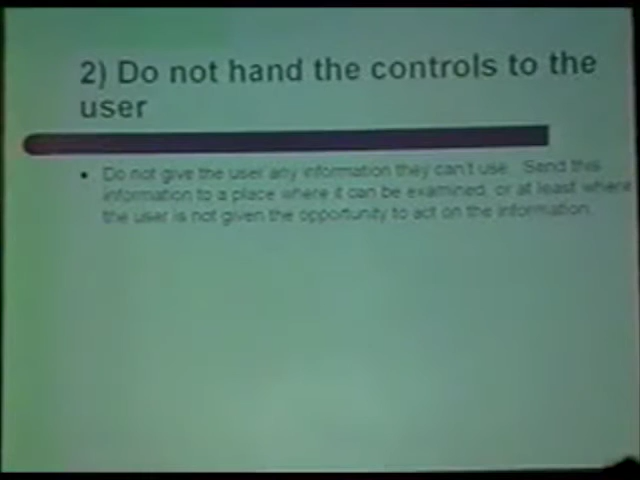 2) Do not hand the controls to the
user
• Do not give the user any information they can't use. Send this
information to a place where it can be examined, or at least where
the user is not given the opportunity to act on the information.